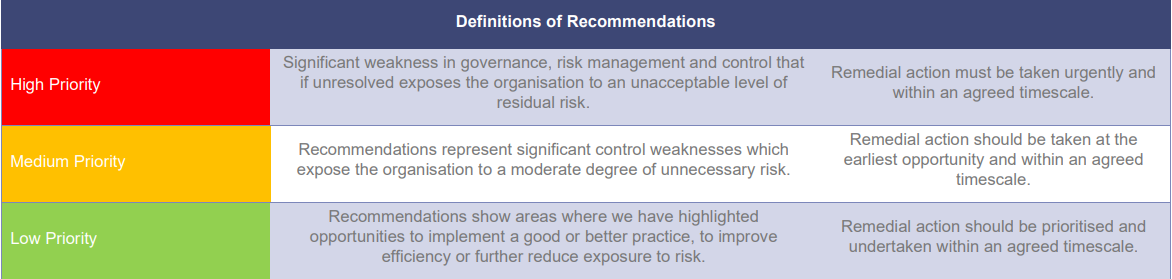 Definitions of Recommendations
High Priority
Significant weakness in governance, risk management and control that
if unresolved exposes the organisation to an unacceptable level of
residual risk.
Remedial action must be taken urgently and
within an agreed timescale.
Medium Priority
Recommendations represent significant control weaknesses which
expose the organisation to a moderate degree of unnecessary risk.
Remedial action should be taken at the
earliest opportunity and within an agreed
timescale.
Low Priority
Recommendations show areas where we have highlighted
opportunities to implement a good or better practice, to improve
efficiency or further reduce exposure to risk.
Remedial action should be prioritised and
undertaken within an agreed timescale.